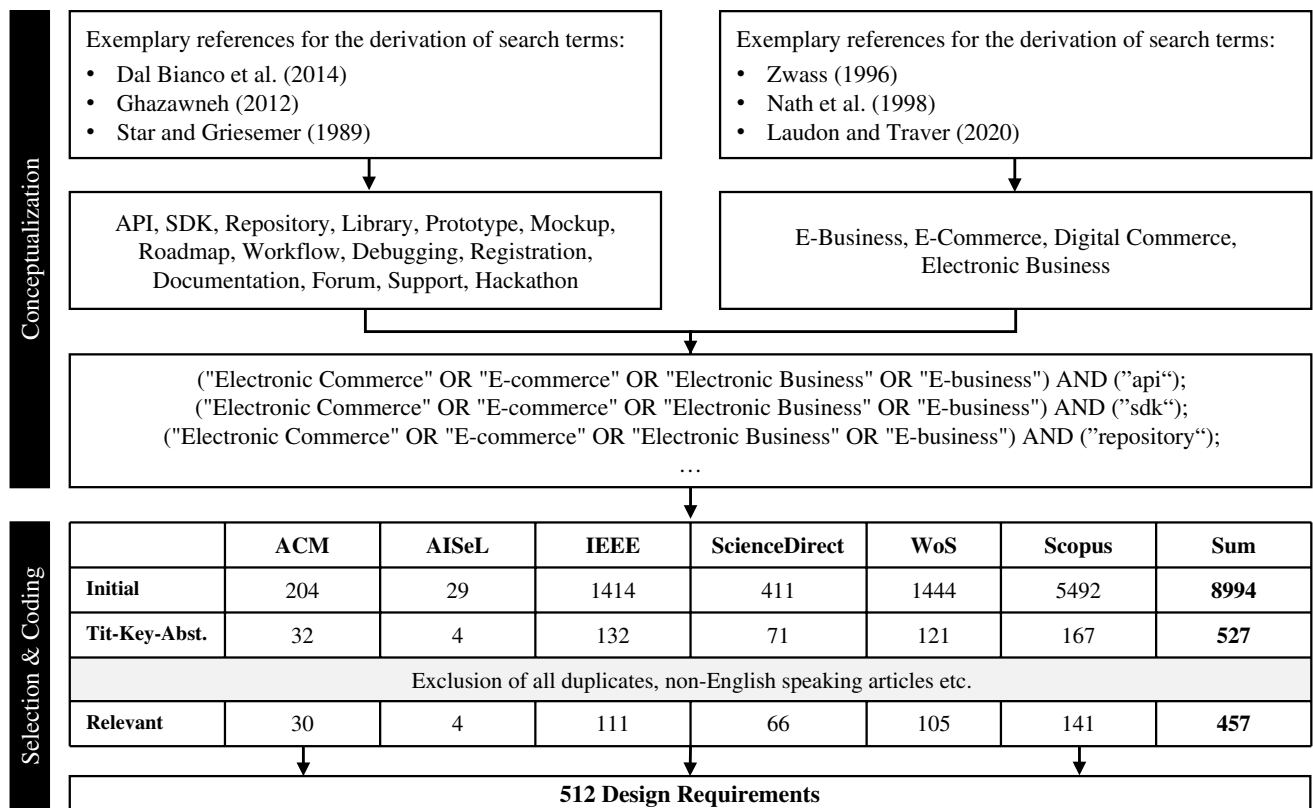 Conceptualization
Exemplary references for the derivation of search terms:
• Dal Bianco et al. (2014)
• Ghazawneh (2012)
• Star and Griesemer (1989)
Exemplary references for the derivation of search terms:
• Zwass (1996)
• Nath et al. (1998)
• Laudon and Traver (2020)
API, SDK, Repository, Library, Prototype, Mockup,
Roadmap, Workflow, Debugging, Registration,
Documentation, Forum, Support, Hackathon
E-Business, E-Commerce, Digital Commerce,
Electronic Business
("Electronic Commerce" OR "E-commerce" OR "Electronic Business" OR "E-business") AND (”api“);
("Electronic Commerce" OR "E-commerce" OR "Electronic Business" OR "E-business") AND (”sdk“);
("Electronic Commerce" OR "E-commerce" OR "Electronic Business" OR "E-business") AND (”repository“);
…
Selection & Coding
ACM AISeL IEEE ScienceDirect WoS Scopus Sum
Initial 204 29 1414 411 1444 5492 8994
Tit-Key-Abst. 32 4 132 71 121 167 527
Exclusion of all duplicates, non-English speaking articles etc.
Relevant 30 4 111 66 105 141 457
512 Design Requirements